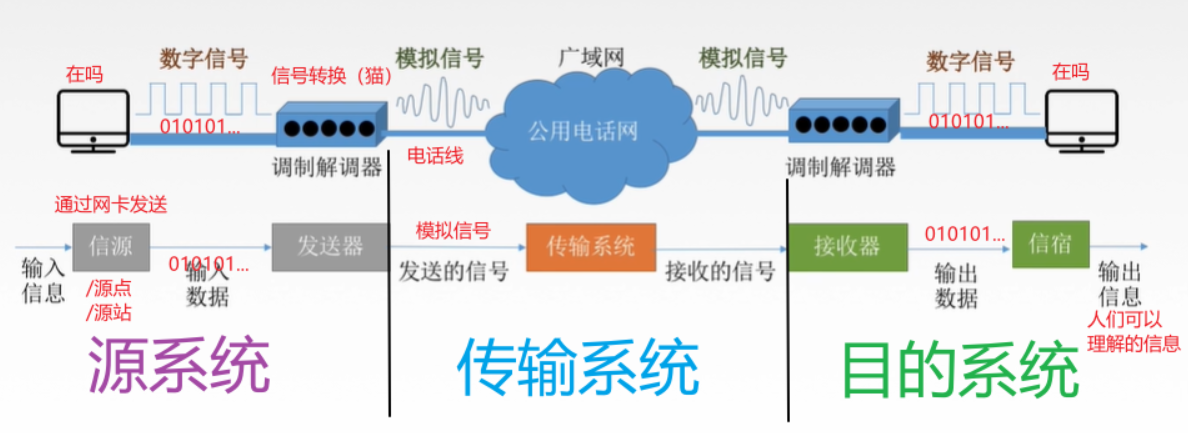 数字信号
模拟信号
广域网
模拟信号
数字信号
在吗
信号转换（猫）
在吗
010101...
公用电话网
010101...
调制解调器
电话线
调制解调器
通过网卡发送
信源
发送器
模拟信号
传输系统
接收器
010101...
信宿
输入
信息
/源点
/源站
010101...
输入
数据
发送的信号
接收的信号
输出
数据
输出
信息
人们可以
理解的信息
源系统
传输系统
目的系统